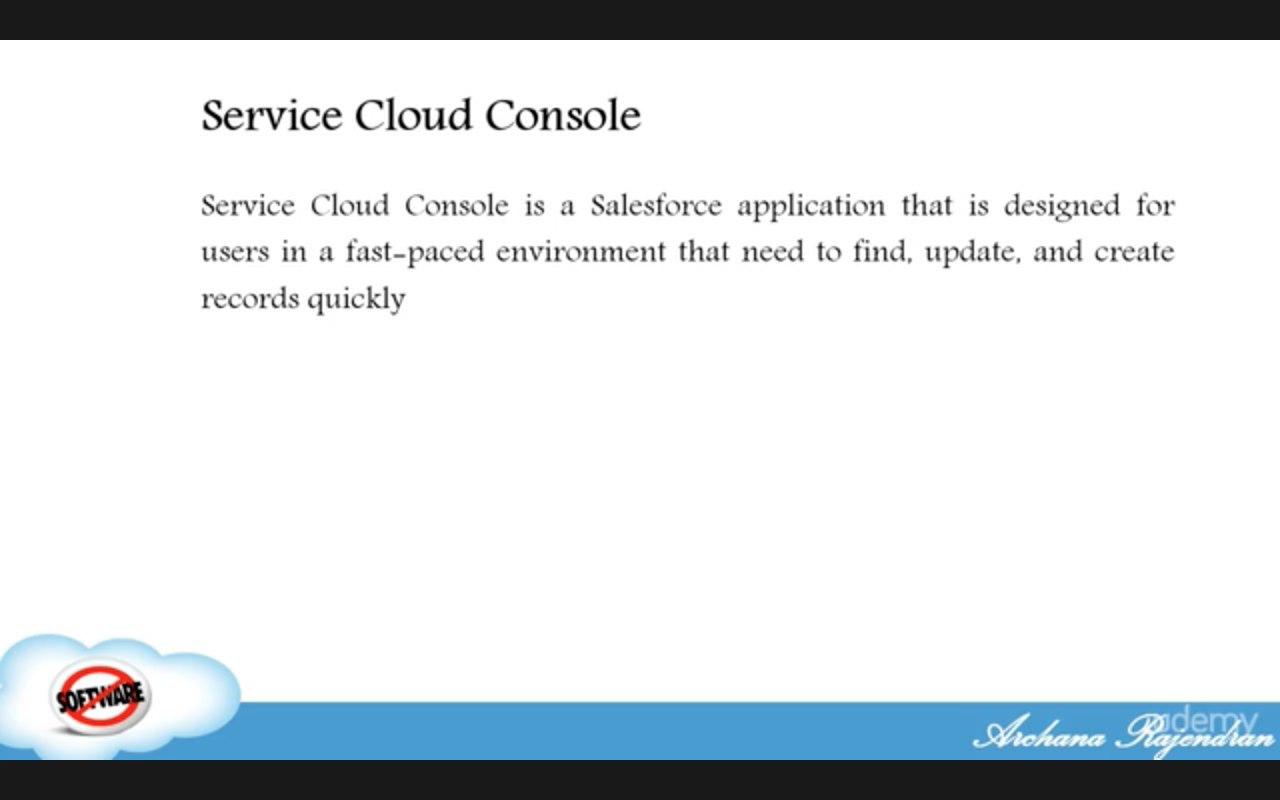 Service Cloud Console
Service Cloud Console is a Salesforce application that is designed for
users in a fast-paced environment that need to find, update, and create
records quickly
SOFTWARE
Archana Rajendran
udemy